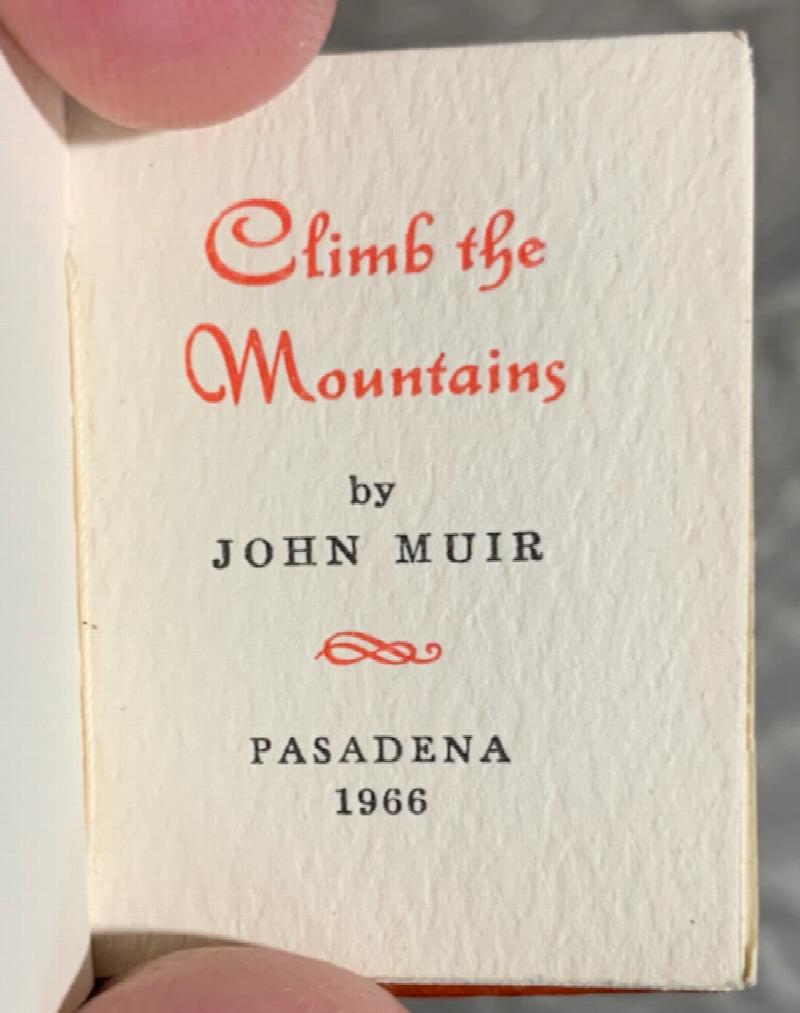 Climb the
Mountains
by
JOHN MUIR
PASADENA
1966